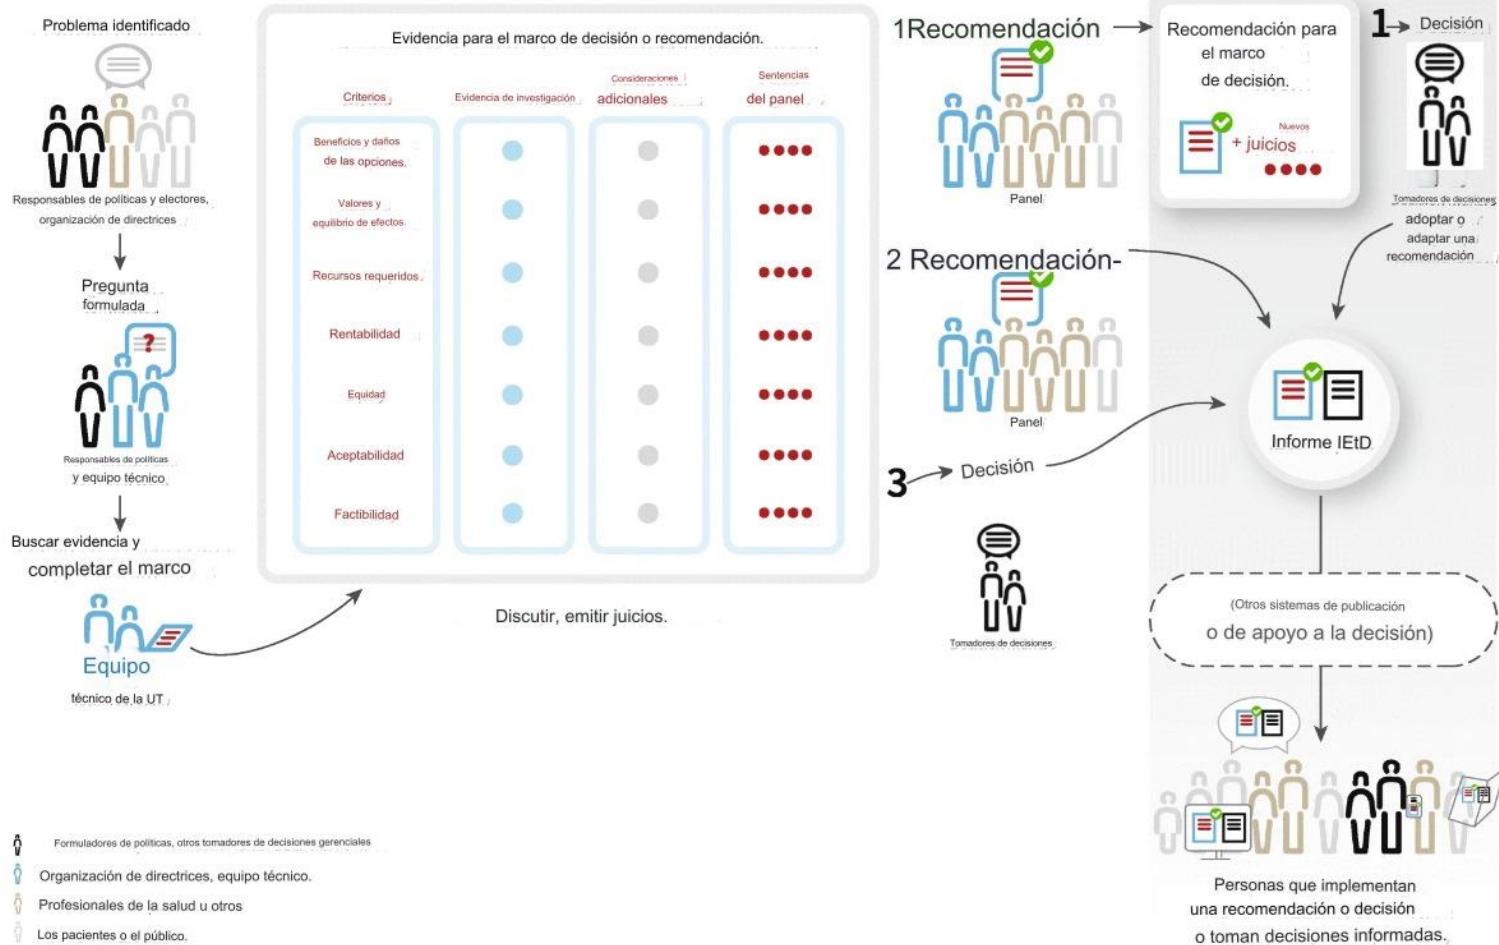 Problema identificado
Responsables de políticas y electores,
organización de directrices
Pregunta
formulada
?
Responsables de políticas
y equipo técnico
Buscar evidencia y
completar el marco
Equipo
técnico de la UT
Evidencia para el marco de decisión o recomendación.
Criterios
Evidencia de investigación
Consideraciones
adicionales
Sentencias
del panel
Beneficios y daños
de las opciones.
Valores y
equilibrio de efectos.
Recursos requeridos
Rentabilidad
Equidad
Aceptabilidad
Factibilidad
Discutir, emitir juicios.
1Recomendación
Panel
2 Recomendación-
Panel
3
Decisión
Tomadores de decisiones
Recomendación para
el marco
de decisión.
Nuevos
+ juicios
1
Decisión
Tomadores de decisiones
adoptar o
adaptar una
recomendación
Informe IEtD
(Otros sistemas de publicación
o de apoyo a la decisión)
Personas que implementan
una recomendación o decisión
o toman decisiones informadas.
Formuladores de políticas, otros tomadores de decisiones gerenciales
Organización de directrices, equipo técnico.
Profesionales de la salud u otros
Los pacientes o el público.